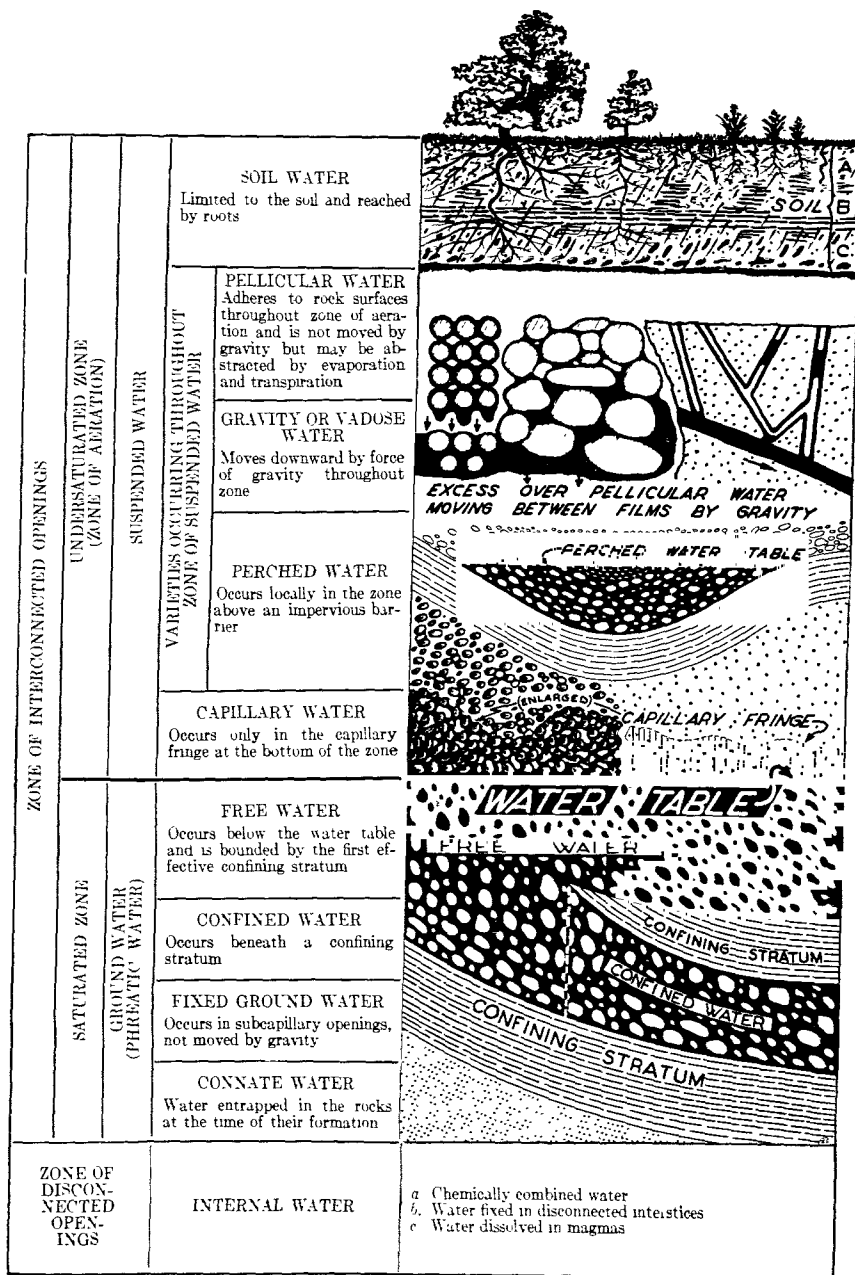 ZONE OF INTERCONNECTED OPENINGS
UNDERSATURATED ZONE
(ZONE OF AERATION)
SUSPENDED WATER
SOIL WATER
Limited to the soil and reached
by roots
VARIETIES OCCURRING THROUGHOUT
ZONE OF SUSPENDED WATER
PELLICULAR WATER
Adheres to rock surfaces
throughout zone of aera-
tion and is not moved by
gravity but may be ab-
stracted by evaporation
and transpiration
GRAVITY OR VADOSE
WATER
Moves downward by force
of gravity throughout
zone
PERCHED WATER
Occurs locally in the zone
above an impervious bar-
rier
CAPILLARY WATER
Occurs only in the capillary
fringe at the bottom of the zone
A
SOIL B
C
EXCESS OVER PELLICULAR WATER
MOVING BETWEEN FILMS BY GRAVITY
PERCHED WATER TABLE
(ENLARGED)
CAPILLARY FRINGE
SATURATED ZONE
GROUND WATER
(PHREATIC WATER)
FREE WATER
Occurs below the water table
and is bounded by the first ef-
fective confining stratum
CONFINED WATER
Occurs beneath a confining
stratum
FIXED GROUND WATER
Occurs in subcapillary openings,
not moved by gravity
CONNATE WATER
Water entrapped in the rocks
at the time of their formation
WATER TABLE
FREE WATER
CONFINING STRATUM
CONFINED WATER
CONFINING STRATUM
ZONE OF
DISCON-
NECTED
OPEN-
INGS
INTERNAL WATER
a Chemically combined water
b. Water fixed in disconnected interstices
c Water dissolved in magmas